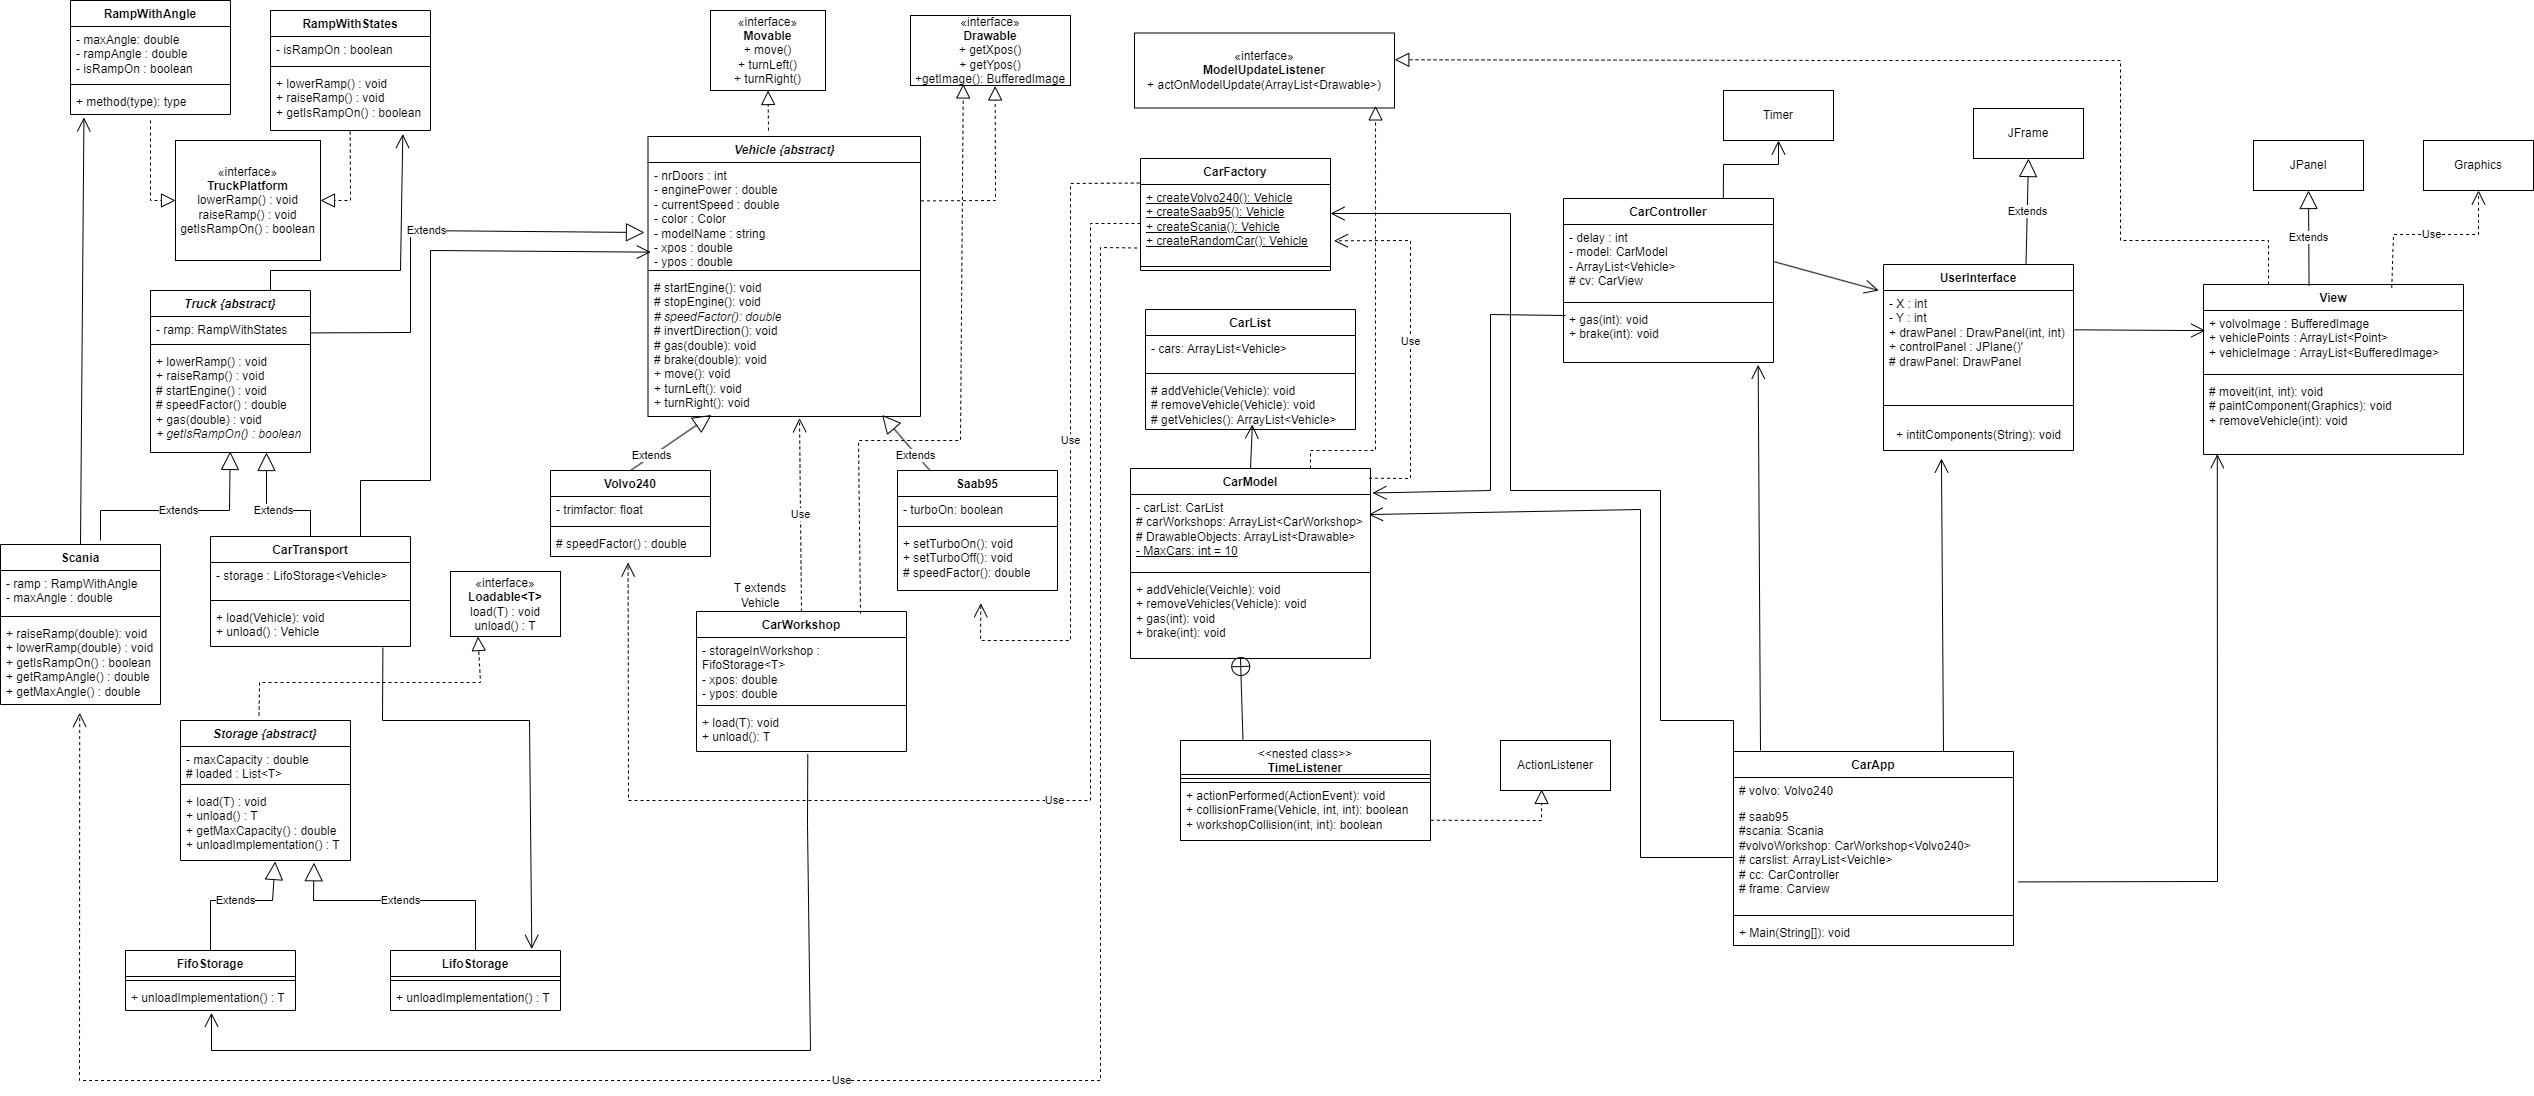 RampWithAngle
- maxAngle: double
- rampAngle : double
- isRampOn : boolean
+ method(type): type
RampWithStates
- isRampOn : boolean
+ lowerRamp() : void
+ raiseRamp() : void
+ getIsRampOn() : boolean
«interface»
TruckPlatform
lowerRamp() : void
raiseRamp() : void
getIsRampOn() : boolean
«interface»
Movable
+ move()
+ turnLeft()
+ turnRight()
«interface»
Drawable
+ getXpos()
+ getYpos()
+getImage(): BufferedImage
«interface»
ModelUpdateListener
+ actOnModelUpdate(ArrayList<Drawable>)
Timer
JFrame
JPanel
Graphics
Vehicle {abstract}
- nrDoors : int
- enginePower : double
- currentSpeed : double
- color : Color
- modelName : string
- xpos : double
- ypos : double
# startEngine(): void
# stopEngine(): void
# speedFactor(): double
# invertDirection(): void
# gas(double): void
# brake(double): void
+ move(): void
+ turnLeft(): void
+ turnRight(): void
CarFactory
+ createVolvo240(): Vehicle
+ createSaab95(): Vehicle
+ createScania(): Vehicle
+ createRandomCar(): Vehicle
CarController
- delay : int
- model: CarModel
- ArrayList<Vehicle>
# cv: CarView
+ gas(int): void
+ brake(int): void
Extends
Extends
Extends
Use
UserInterface
- X : int
- Y : int
+ drawPanel : DrawPanel(int, int)
+ controlPanel : JPlane()'
# drawPanel: DrawPanel
+ intitComponents(String): void
View
+ volvoImage : BufferedImage
+ vehiclePoints : ArrayList<Point>
+ vehicleImage : ArrayList<BufferedImage>
# moveit(int, int): void
# paintComponent(Graphics): void
+ removeVehicle(int): void
Truck {abstract}
- ramp: RampWithStates
+ lowerRamp() : void
+ raiseRamp() : void
# startEngine() : void
# speedFactor() : double
+ gas(double) : void
+ getIsRampOn() : boolean
CarList
- cars: ArrayList<Vehicle>
# addVehicle(Vehicle): void
# removeVehicle(Vehicle): void
# getVehicles(): ArrayList<Vehicle>
Use
Use
Extends
Extends
Extends
Extends
Use
Volvo240
- trimfactor: float
# speedFactor() : double
Saab95
- turboOn: boolean
+ setTurboOn(): void
+ setTurboOff(): void
# speedFactor(): double
CarModel
- carList: CarList
# carWorkshops: ArrayList<CarWorkshop>
# DrawableObjects: ArrayList<Drawable>
- MaxCars: int = 10
+ addVehicle(Veichle): void
+ removeVehicles(Vehicle): void
+ gas(int): void
+ brake(int): void
Scania
- ramp : RampWithAngle
- maxAngle : double
+ raiseRamp(double): void
+ lowerRamp(double) : void
+ getIsRampOn() : boolean
+ getRampAngle() : double
+ getMaxAngle() : double
CarTransport
- storage : LifoStorage<Vehicle>
+ load(Vehicle): void
+ unload() : Vehicle
«interface»
Loadable<T>
load(T) : void
unload() : T
T extends
Vehicle
CarWorkshop
- storageInWorkshop :
FifoStorage<T>
- xpos: double
- ypos: double
+ load(T): void
+ unload(): T
Storage {abstract}
- maxCapacity : double
# loaded : List<T>
+ load(T) : void
+ unload() : T
+ getMaxCapacity() : double
+ unloadImplementation() : T
<<nested class>>
TimeListener
+ actionPerformed(ActionEvent): void
+ collisionFrame(Vehicle, int, int): boolean
+ workshopCollision(int, int): boolean
ActionListener
CarApp
# volvo: Volvo240
# saab95
#scania: Scania
#volvoWorkshop: CarWorkshop<Volvo240>
# carslist: ArrayList<Veichle>
# cc: CarController
# frame: Carview
+ Main(String[]): void
Use
Extends
Extends
FifoStorage
+ unloadImplementation() : T
LifoStorage
+ unloadImplementation() : T
Use